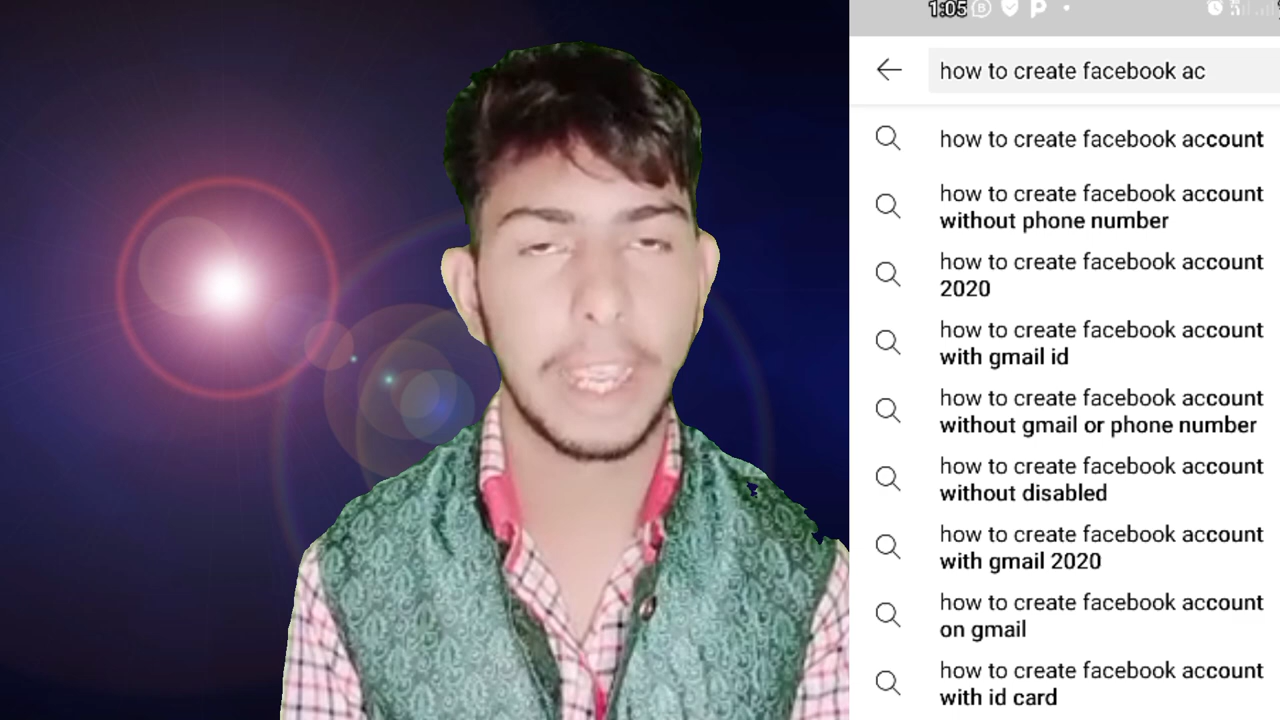 1:05
how to create facebook ac
how to create facebook account
how to create facebook account
without phone number
how to create facebook account
2020
how to create facebook account
with gmail id
how to create facebook account
without gmail or phone number
how to create facebook account
without disabled
how to create facebook account
with gmail 2020
how to create facebook account
on gmail
how to create facebook account
with id card